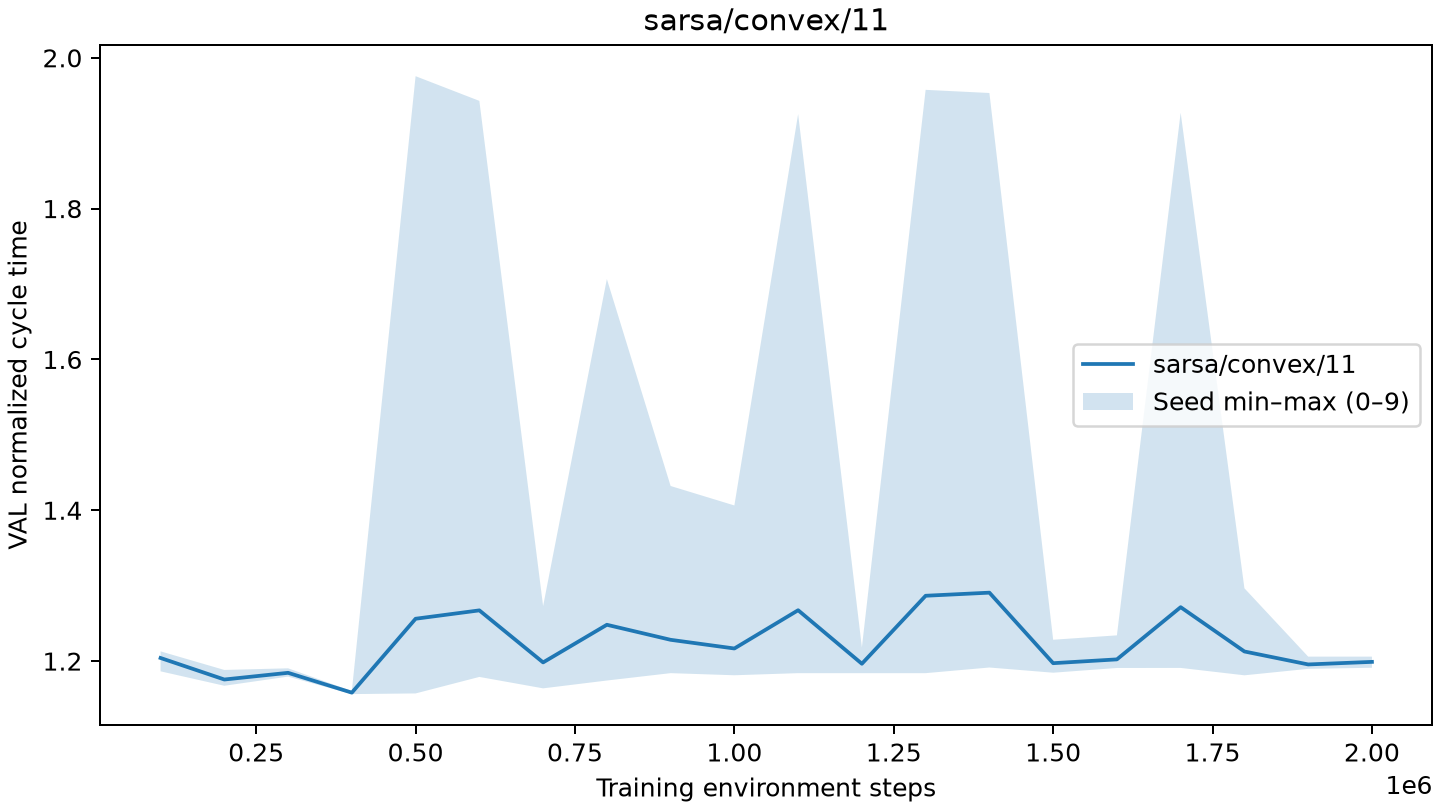 sarsa/convex/11
VAL normalized cycle time
2.0
1.8
1.6
1.4
1.2
sarsa/convex/11
Seed min–max (0–9)
0.25 0.50 0.75 1.00 1.25 1.50 1.75 2.00
1e6
Training environment steps